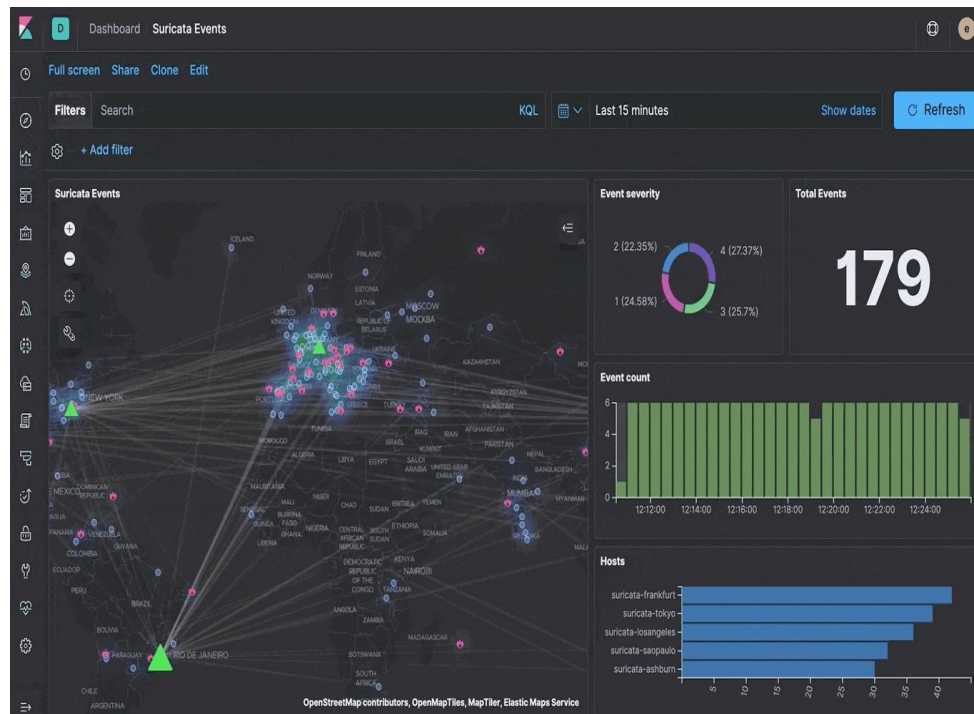 D Dashboard Suricata Events e
Full screen Share Clone Edit
Filters Search KQL Last 15 minutes Show dates Refresh
+ Add filter
Suricata Events
ICELAND
FINLAND
NORWAY
ESTONIA
LATVIA
UNITED
KINGDOM
MOSCOW
МОСКВА
REPUBLIC OF
BELARUS
UKRAINE
KAZAKHSTAN
KYRGYZSTAN
TAJIKISTAN
NEW YORK
GREECE
TURKEY
TUNISIA
MOROCCO
ALGERIA
LIBYA
EGYPT
ISRAEL
IRAQ
IRAN
AFGHANISTAN
KUWAIT
PAKISTAN
SAUDI
ARABIA
UNITED ARAB
EMIRATES
NEPAL
BANGLADESH
MUMBAI
MYANMAR
MEXICO
DOMINICAN
REPUBLIC
MAURITANIA
MALI
NIGER
SENEGAL
BURKINA
FASO
GUINEA
GHANA
NIGERIA
LIBERIA
CHAD
SUDAN
ERITREA
YEMEN
CENTRAL
AFRICAN
REPUBLIC
SOUTH
SUDAN
ETHIOPIA
SOMALIA
PANAMA
VENEZUELA
GUYANA
COLOMBIA
ECUADOR
PERU
BRAZIL
BOLIVIA
PARAGUAY
RIO DE JANEIRO
CHILE
ARGENTINA
DEMOCRATIC
REPUBLIC
OF THE
CONGO
KENYA
NAIROBI
TANZANIA
ANGOLA
ZAMBIA
MADAGASCAR
BOTSWANA
SOUTH
AFRICA
OpenStreetMap contributors, OpenMapTiles, MapTiler, Elastic Maps Service
Event severity
2 (22.35%)
4 (27.37%)
1 (24.58%)
3 (25.7%)
Total Events
179
Event count
6
4
2
0
12:12:00 12:14:00 12:16:00 12:18:00 12:20:00 12:22:00 12:24:00
Hosts
suricata-frankfurt
suricata-tokyo
suricata-losangeles
suricata-saopaulo
suricata-ashburn
5 10 15 20 25 30 35 40